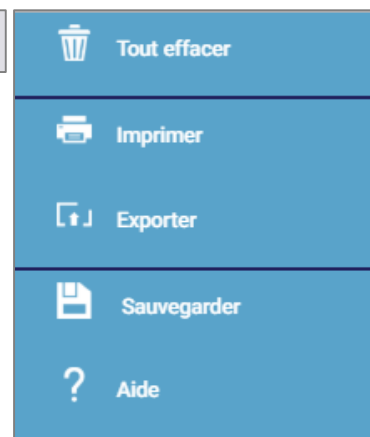 Tout effacer
Imprimer
Exporter
Sauvegarder
Aide